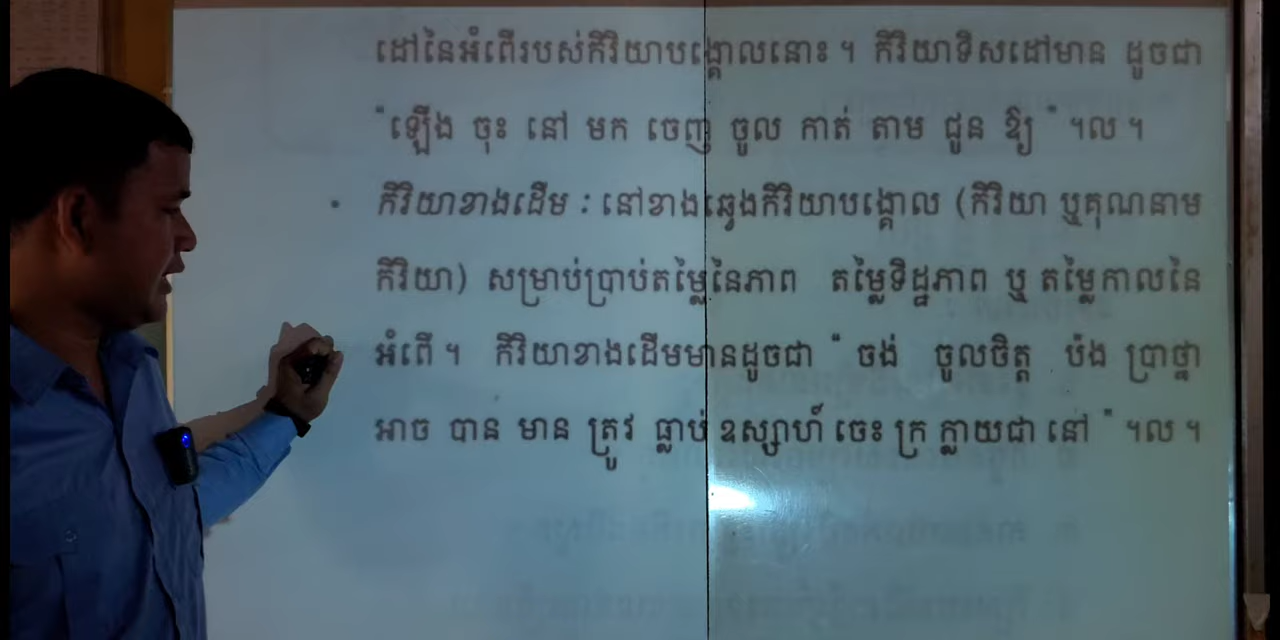 ដៅនៃអំពើរបស់កិរិយាបង្គោលនោះ ។ កិរិយាទិសដៅមាន ដូចជា
"ឡើង ចុះ នៅ មក ចេញ ចូល កាត់ តាម ជូន ឱ្យ " ។ល ។
• កិរិយាខាងដើម : នៅខាងឆ្វេងកិរិយាបង្គោល (កិរិយា ឬគុណនាម
កិរិយា) សម្រាប់ប្រាប់តម្លៃនៃភាព តម្លៃទិដ្ឋភាព ឬ តម្លៃកាលនៃ
អំពើ ។ កិរិយាខាងដើមមានដូចជា " ចង់ ចូលចិត្ត ប៉ង ប្រាថ្នា
អាច បាន មាន ត្រូវ ធ្លាប់ ឧស្សាហ៍ ចេះ ក្រ ក្លាយជា នៅ " ។ល ។